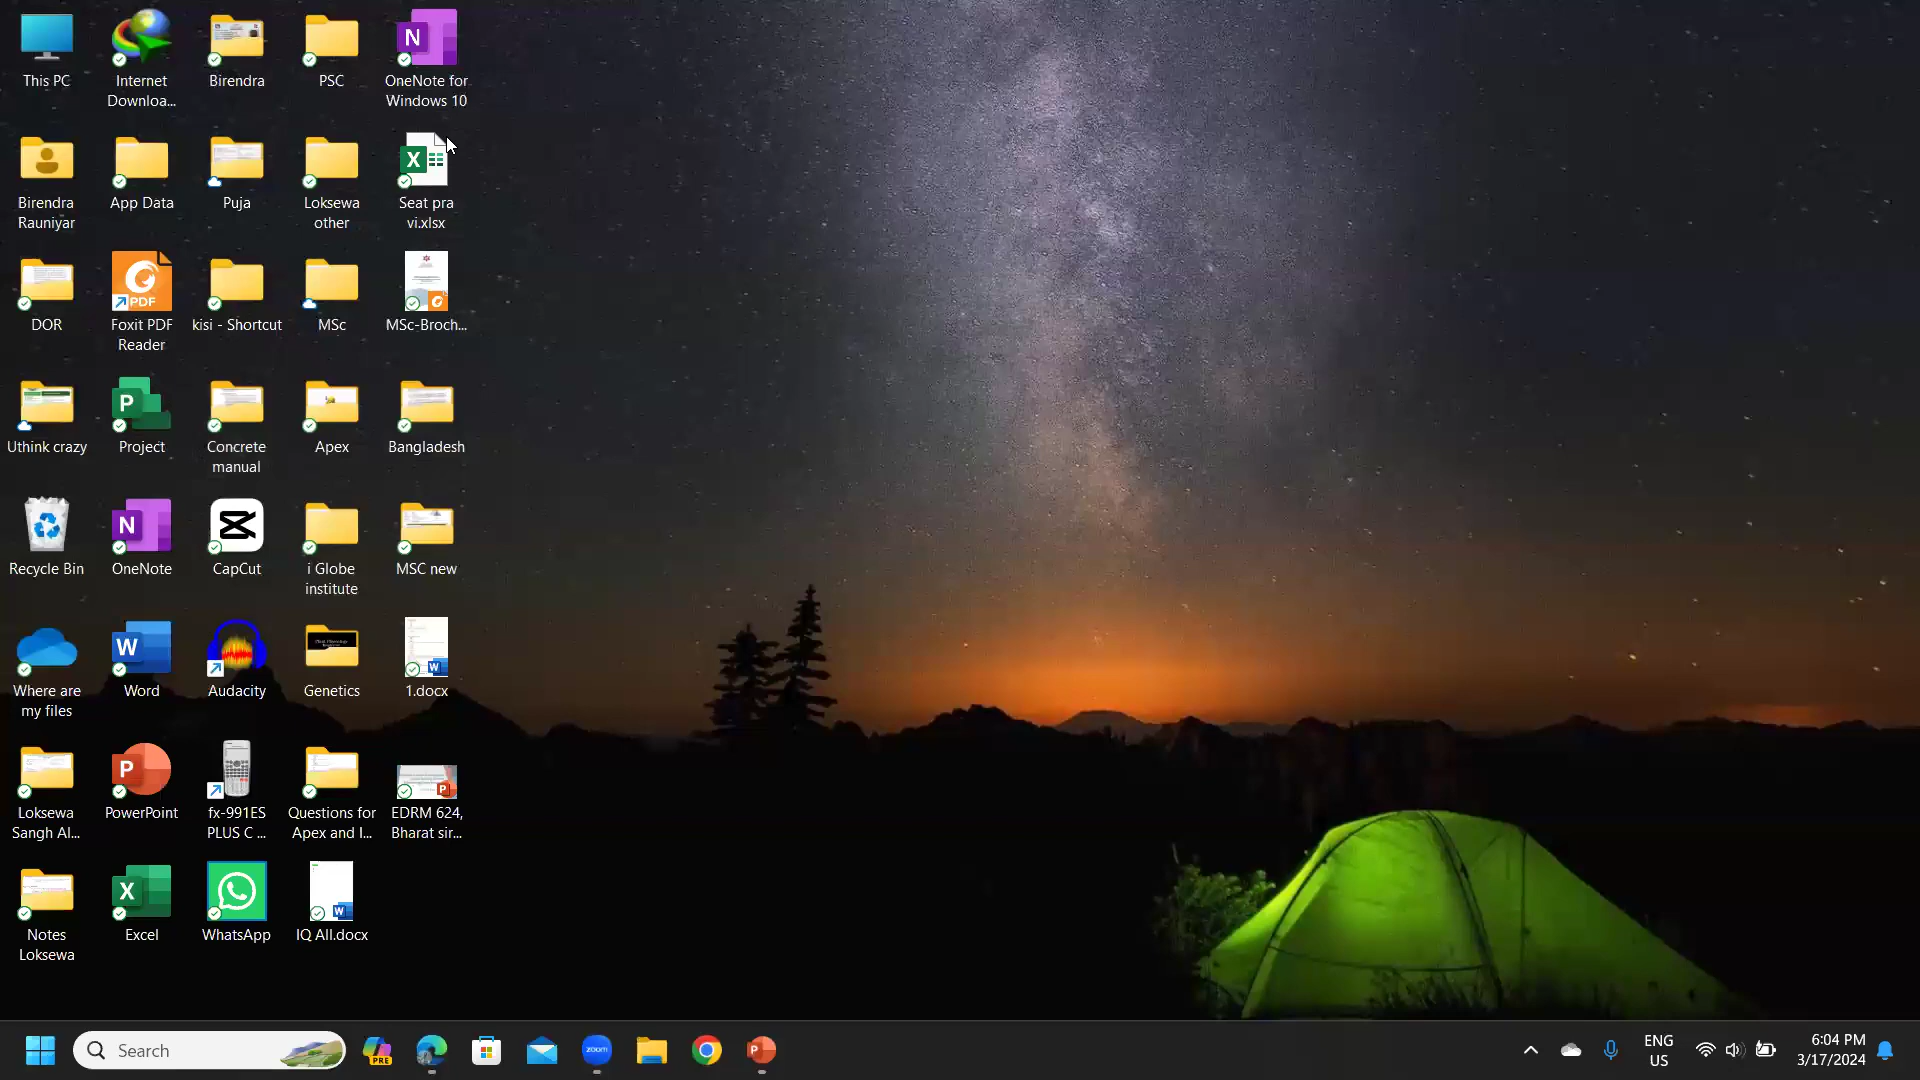 This PC
Internet
Downloa...
Birendra
PSC
OneNote for
Windows 10
Birendra
Rauniyar
App Data
Puja
Loksewa
other
Seat pra
vi.xlsx
DOR
Foxit PDF
Reader
kisi - Shortcut
MSc
MSc-Broch...
Uthink crazy
Project
Concrete
manual
Apex
Bangladesh
Recycle Bin
OneNote
CapCut
i Globe
institute
MSC new
Where are
my files
Word
Audacity
Genetics
1.docx
Loksewa
Sangh Al...
PowerPoint
fx-991ES
PLUS C ...
Questions for
Apex and I...
EDRM 624,
Bharat sir...
Notes
Loksewa
Excel
WhatsApp
IQ All.docx
Search
PRE
zoom
ENG
US
6:04 PM
3/17/2024